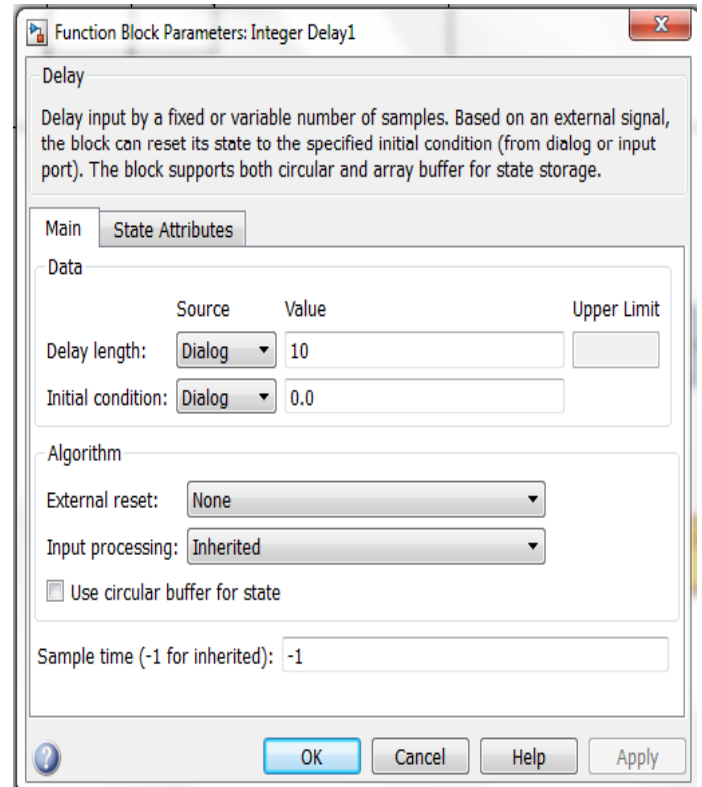 Function Block Parameters: Integer Delay1
X
Delay
Delay input by a fixed or variable number of samples. Based on an external signal,
the block can reset its state to the specified initial condition (from dialog or input
port). The block supports both circular and array buffer for state storage.
Main State Attributes
Data
Source Value Upper Limit
Delay length: Dialog 10
Initial condition: Dialog 0.0
Algorithm
External reset: None
Input processing: Inherited
Use circular buffer for state
Sample time (-1 for inherited): -1
? OK Cancel Help Apply